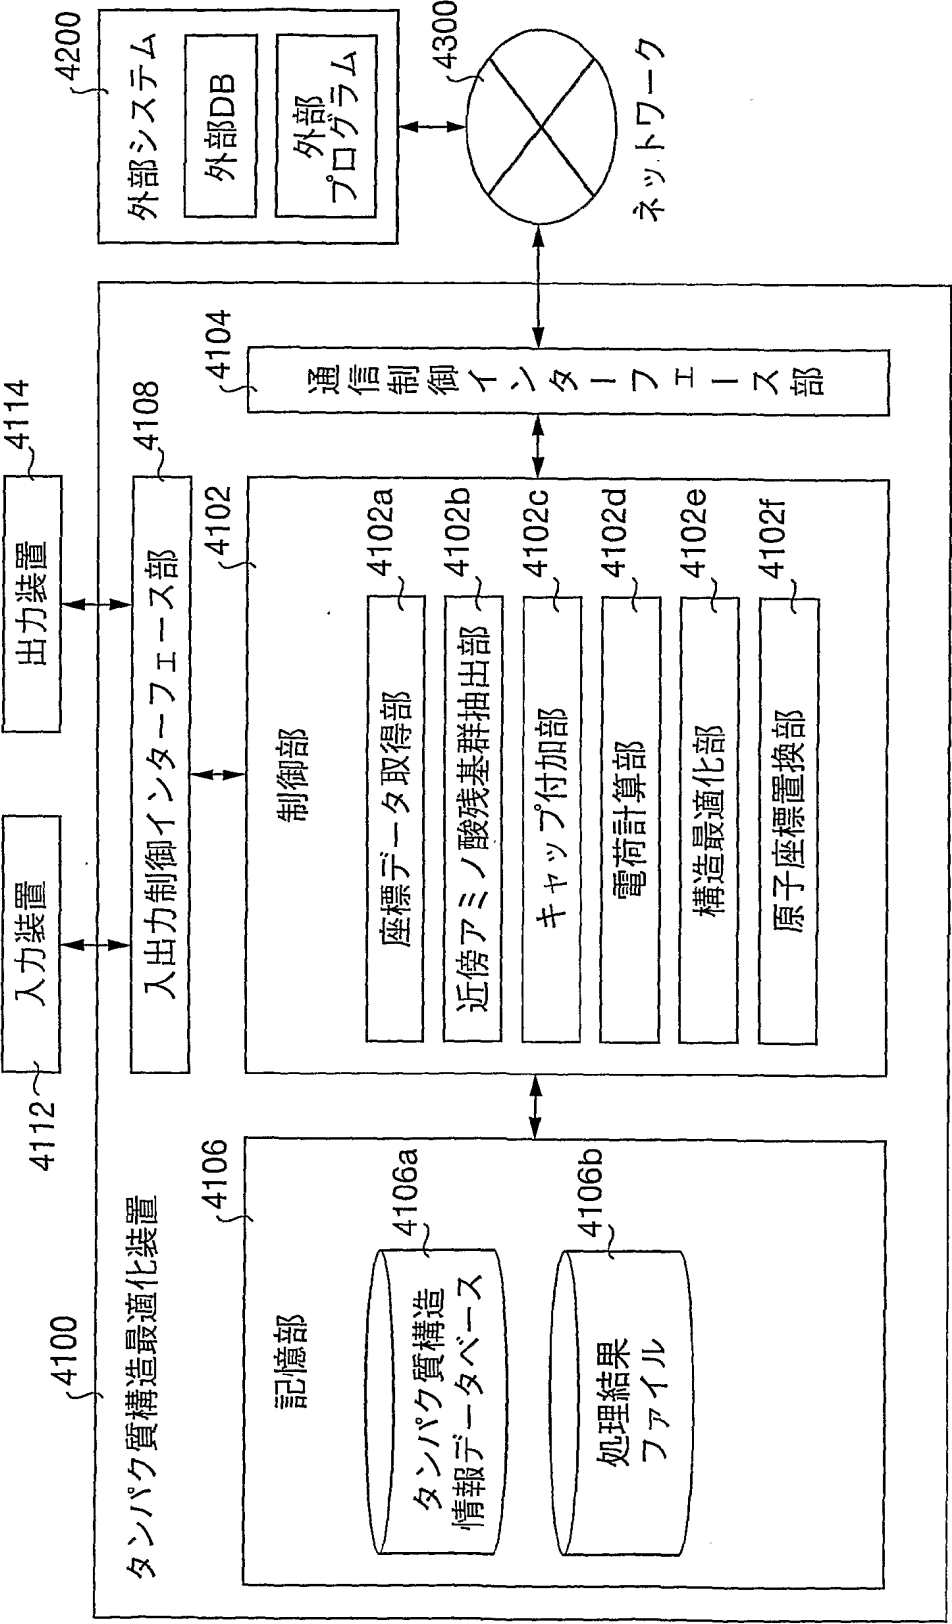 4100
タンパク質構造最適化装置
4112
入力装置
4114
出力装置
4108
入出力制御インターフェース部
4106
記憶部
4106a
タンパク質構造
情報データベース
4106b
処理結果
ファイル
4102
制御部
4102a
座標データ取得部
4102b
近傍アミノ酸残基群抽出部
4102c
キャップ付加部
4102d
電荷計算部
4102e
構造最適化部
4102f
原子座標置換部
4104
通信制御インターフェース部
4200
外部システム
外部DB
外部
プログラム
4300
ネットワーク